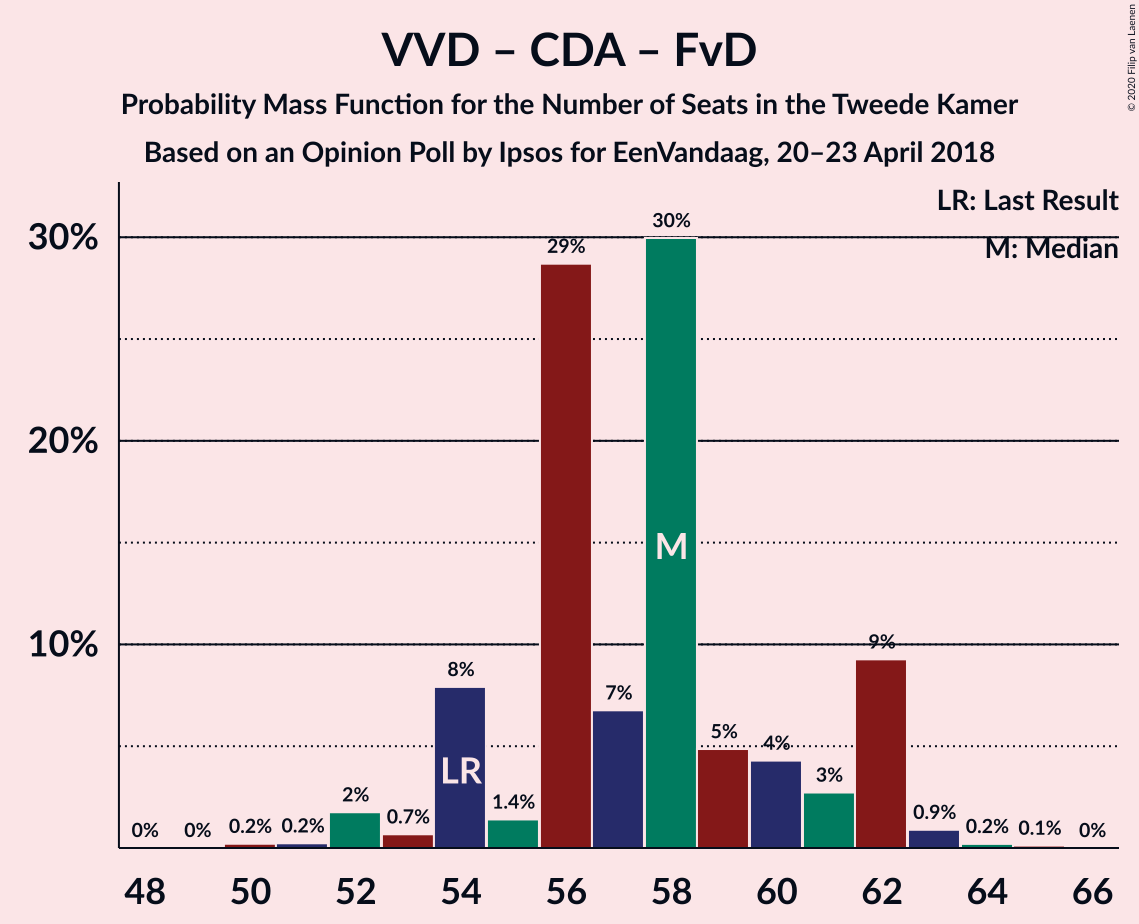 VVD – CDA – FvD
Probability Mass Function for the Number of Seats in the Tweede Kamer
Based on an Opinion Poll by Ipsos for EenVandaag, 20–23 April 2018
© 2020 Filip van Laenen
LR: Last Result
M: Median
30%
20%
10%
0% 0% 0.2% 0.2% 2% 0.7% 8% 1.4% 29% 7% 30% 5% 4% 3% 9% 0.9% 0.2% 0.1% 0%
LR
M
48 50 52 54 56 58 60 62 64 66